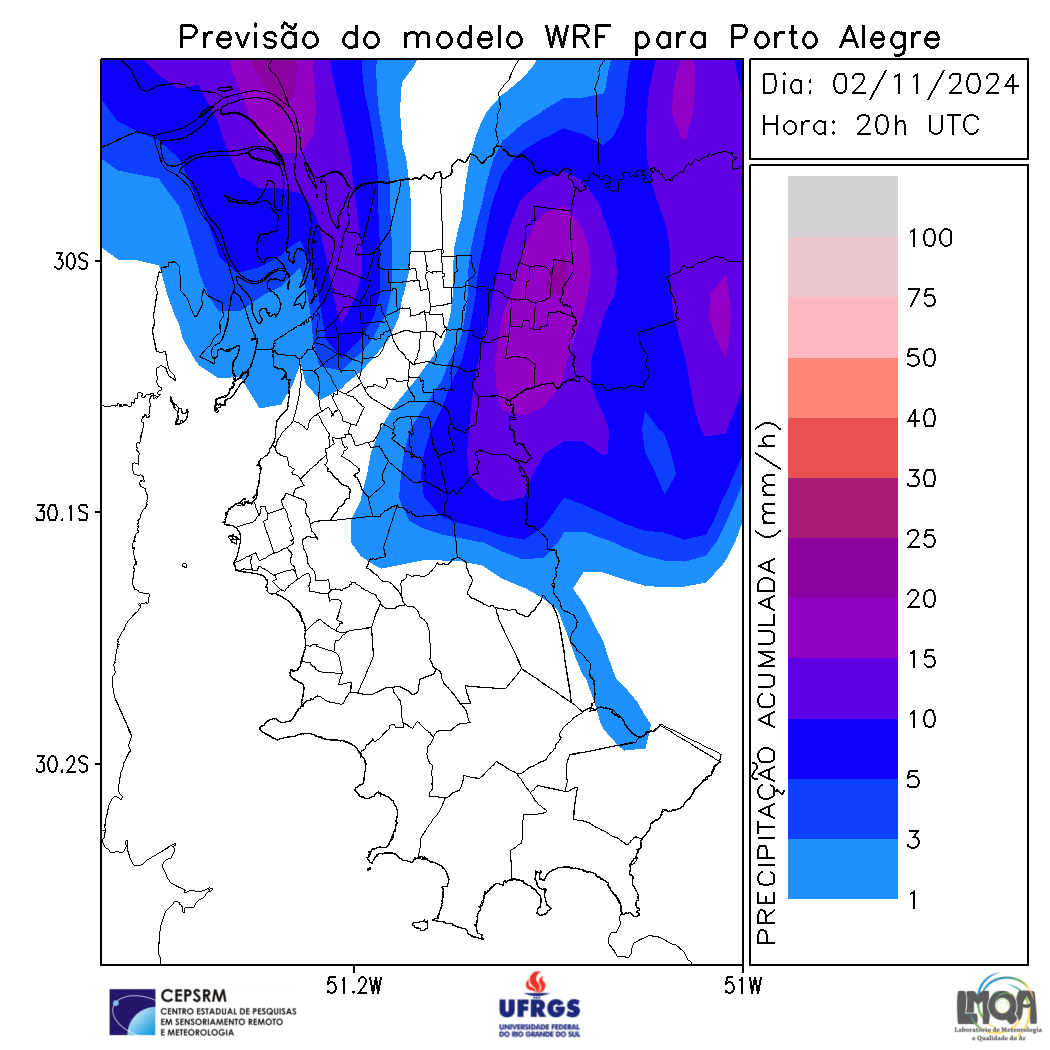 Previsão do modelo WRF para Porto Alegre
Dia: 02/11/2024
Hora: 20h UTC
30S
30.1S
30.2S
51.2W
51W
PRECIPITAÇÃO ACUMULADA (mm/h)
100
75
50
40
30
25
20
15
10
5
3
1
CEPSRM
CENTRO ESTADUAL DE PESQUISAS
EM SENSORIAMENTO REMOTO
E METEOROLOGIA
UFRGS
UNIVERSIDADE FEDERAL
DO RIO GRANDE DO SUL
LMQA
Laboratório de Meteorologia
e Qualidade do Ar